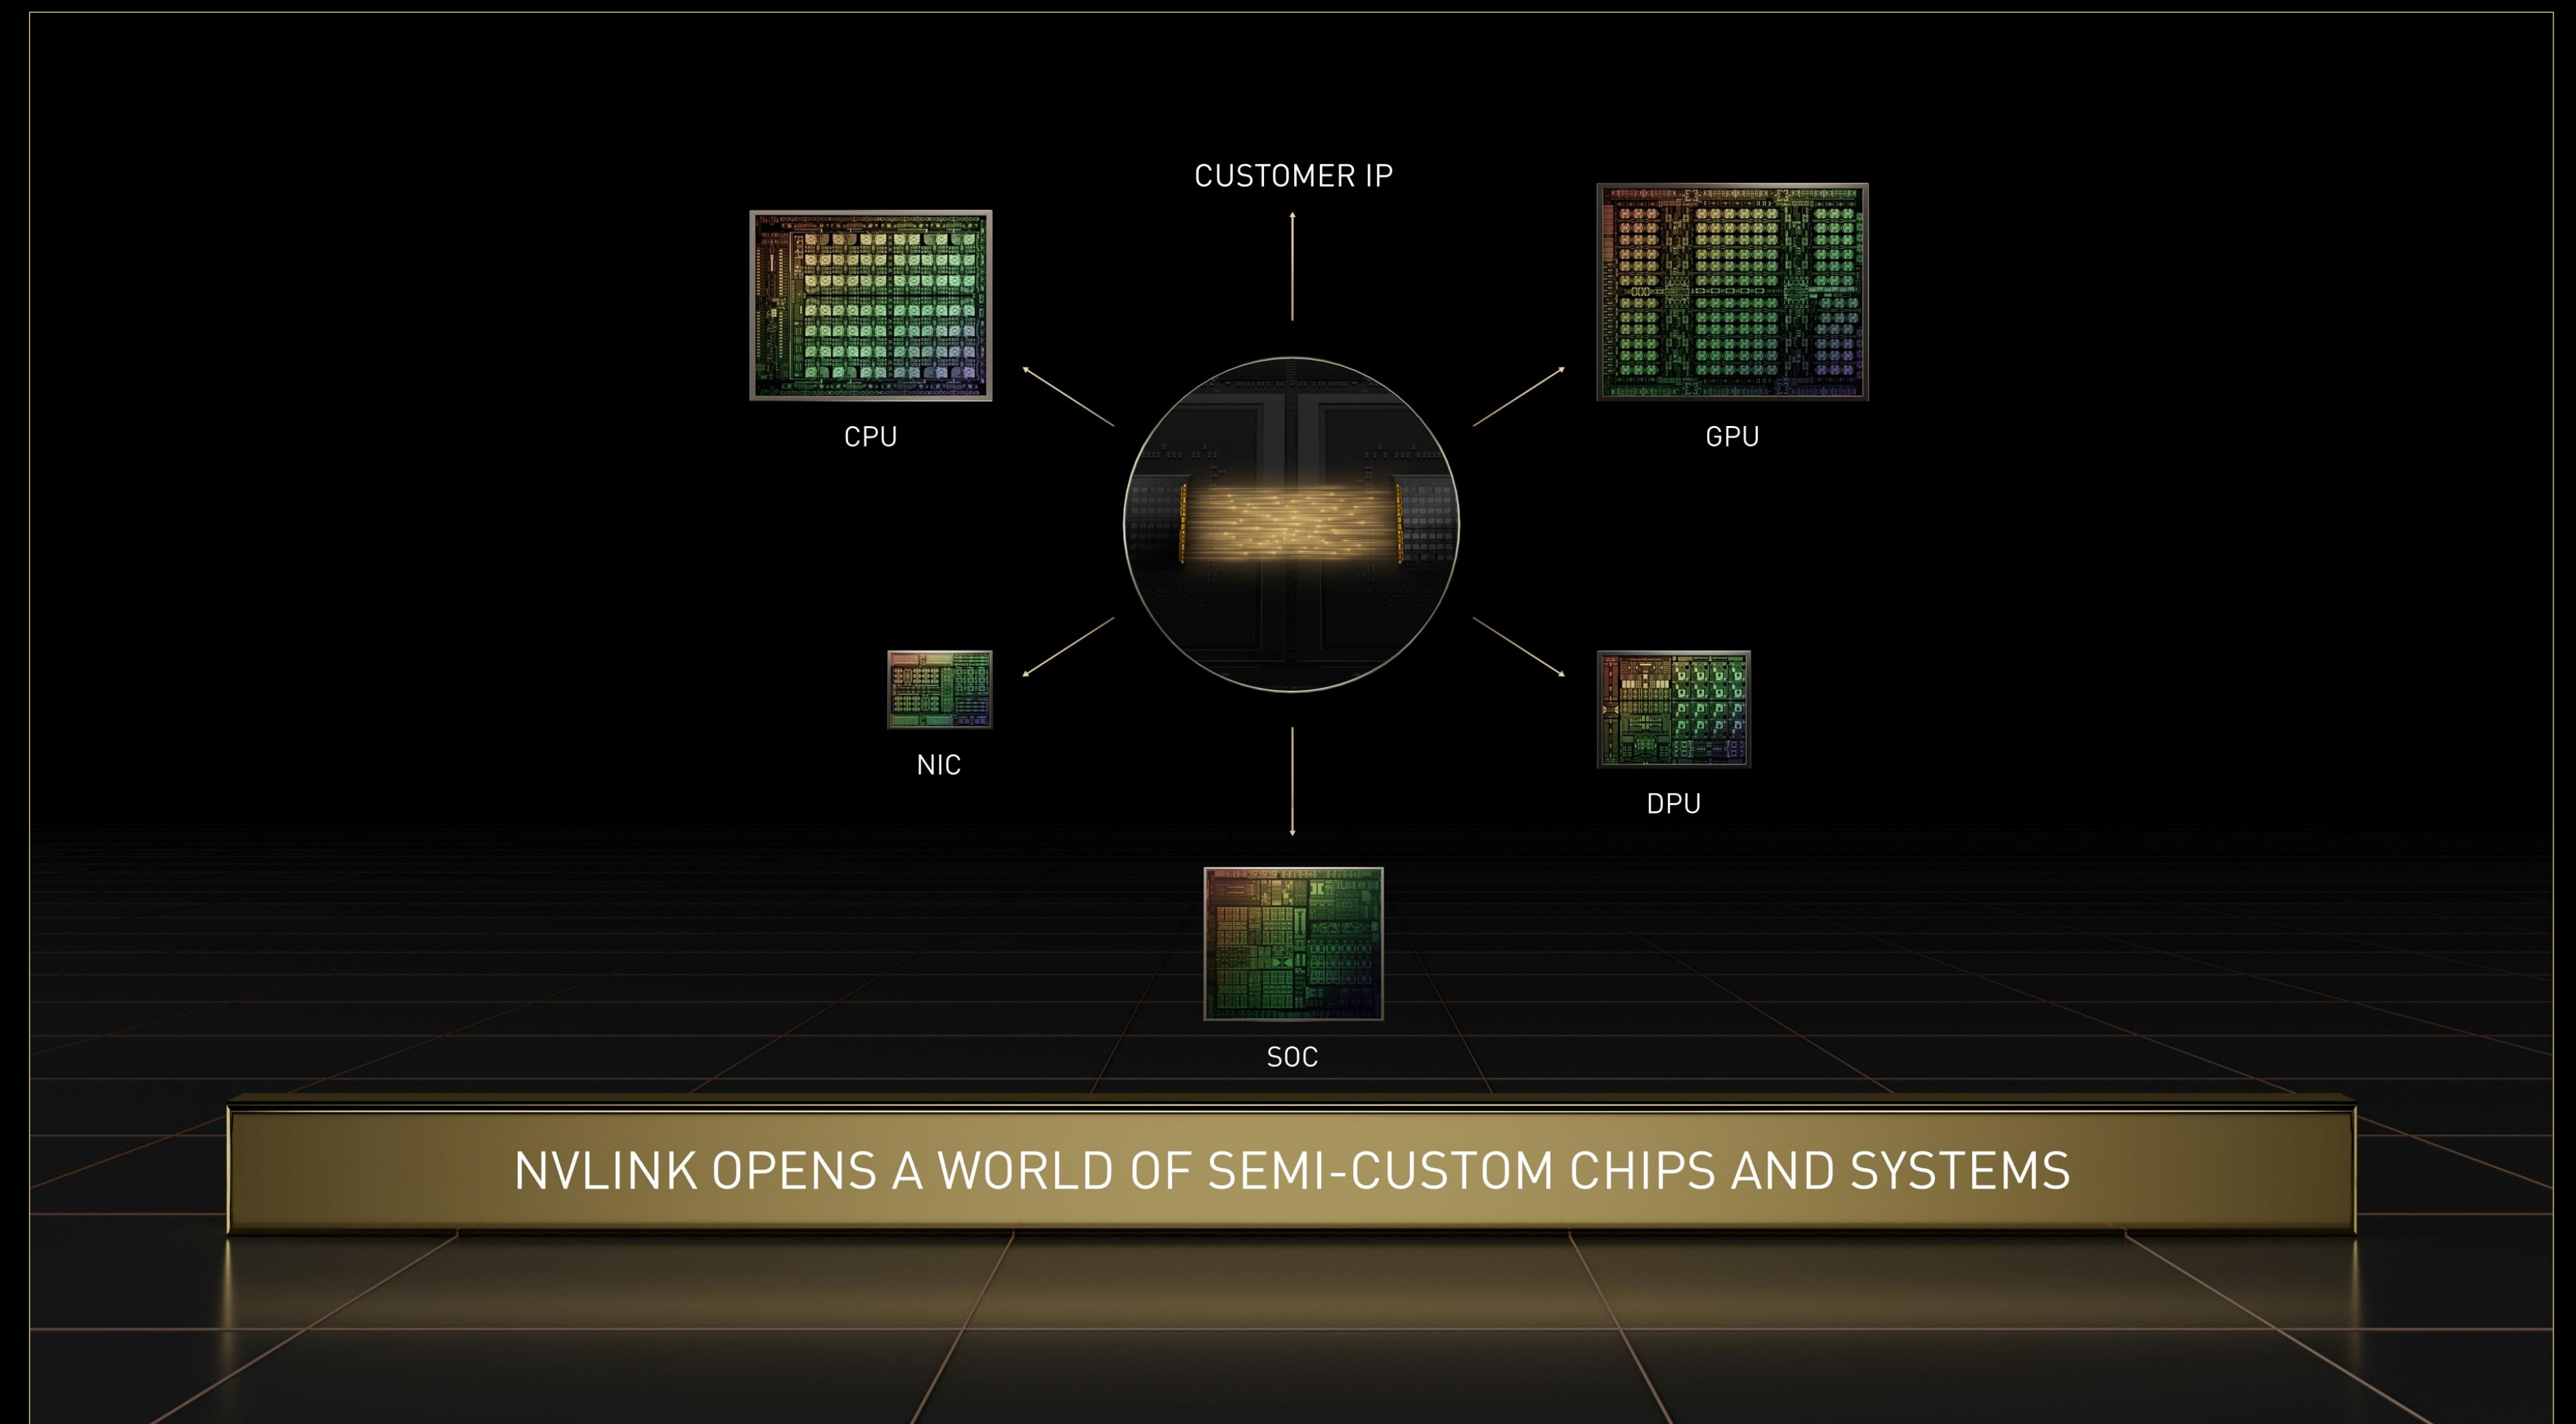 CUSTOMER IP
CPU
GPU
NIC
DPU
SOC
NVLINK OPENS A WORLD OF SEMI-CUSTOM CHIPS AND SYSTEMS